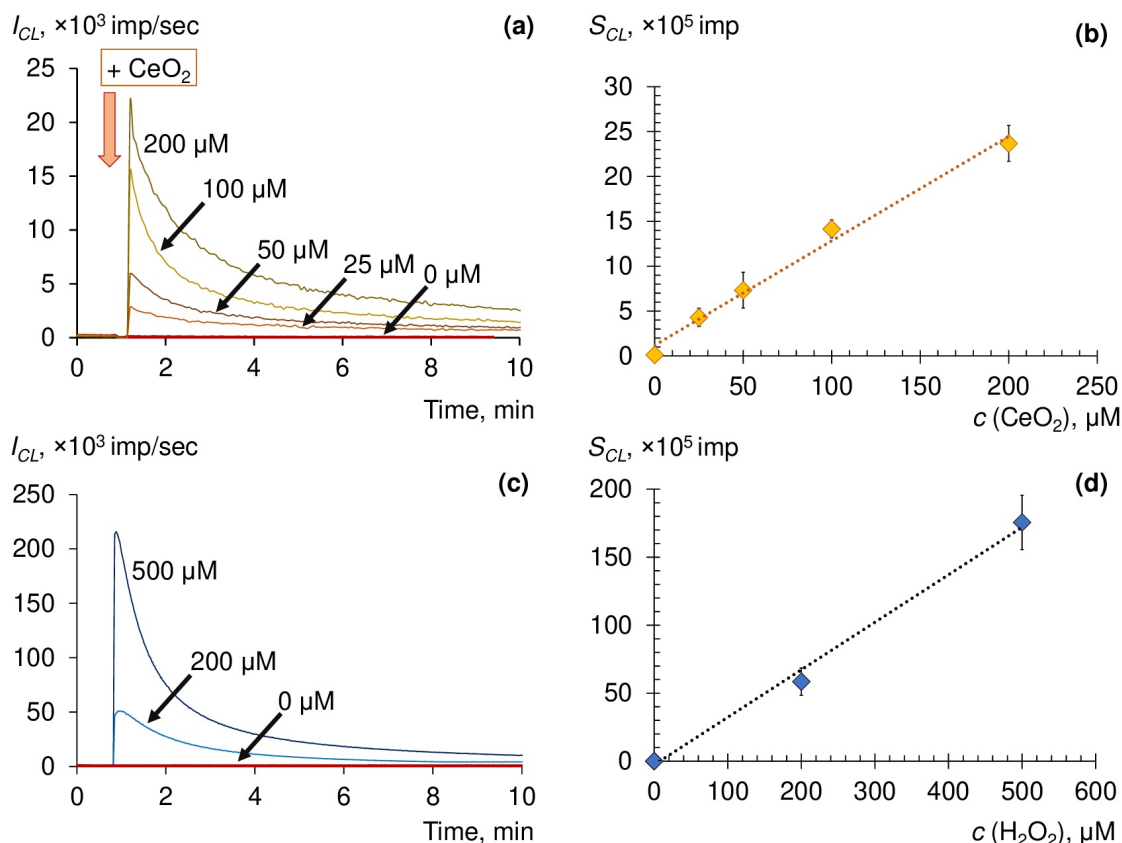 I_CL, ×10³ imp/sec
(a)
+ CeO₂
25
20
15
10
5
0
200 µM
100 µM
50 µM
25 µM
0 µM
0 2 4 6 8 10
Time, min
S_CL, ×10⁵ imp
(b)
30
25
20
15
10
5
0
0 50 100 150 200 250
c (CeO₂), µM
I_CL, ×10³ imp/sec
(c)
250
200
150
100
50
0
500 µM
200 µM
0 µM
0 2 4 6 8 10
Time, min
S_CL, ×10⁵ imp
(d)
200
150
100
50
0
0 100 200 300 400 500 600
c (H₂O₂), µM